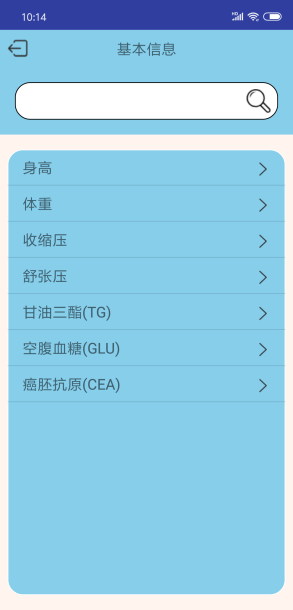 10:14
HD
基本信息
身高
体重
收缩压
舒张压
甘油三酯(TG)
空腹血糖(GLU)
癌胚抗原(CEA)